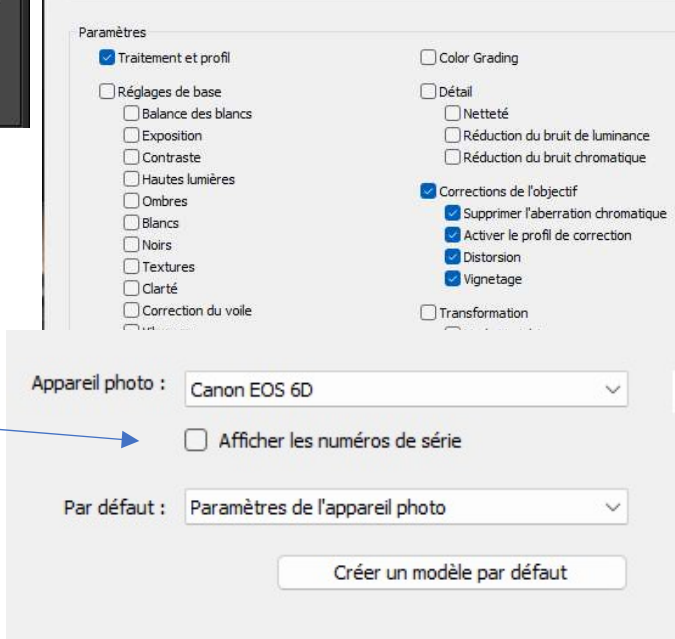 Paramètres
Traitement et profil
Réglages de base
Balance des blancs
Exposition
Contraste
Hautes lumières
Ombres
Blancs
Noirs
Textures
Clarté
Correction du voile
Color Grading
Détail
Netteté
Réduction du bruit de luminance
Réduction du bruit chromatique
Corrections de l'objectif
Supprimer l'aberration chromatique
Activer le profil de correction
Distorsion
Vignetage
Transformation
Appareil photo : Canon EOS 6D
Afficher les numéros de série
Par défaut : Paramètres de l'appareil photo
Créer un modèle par défaut